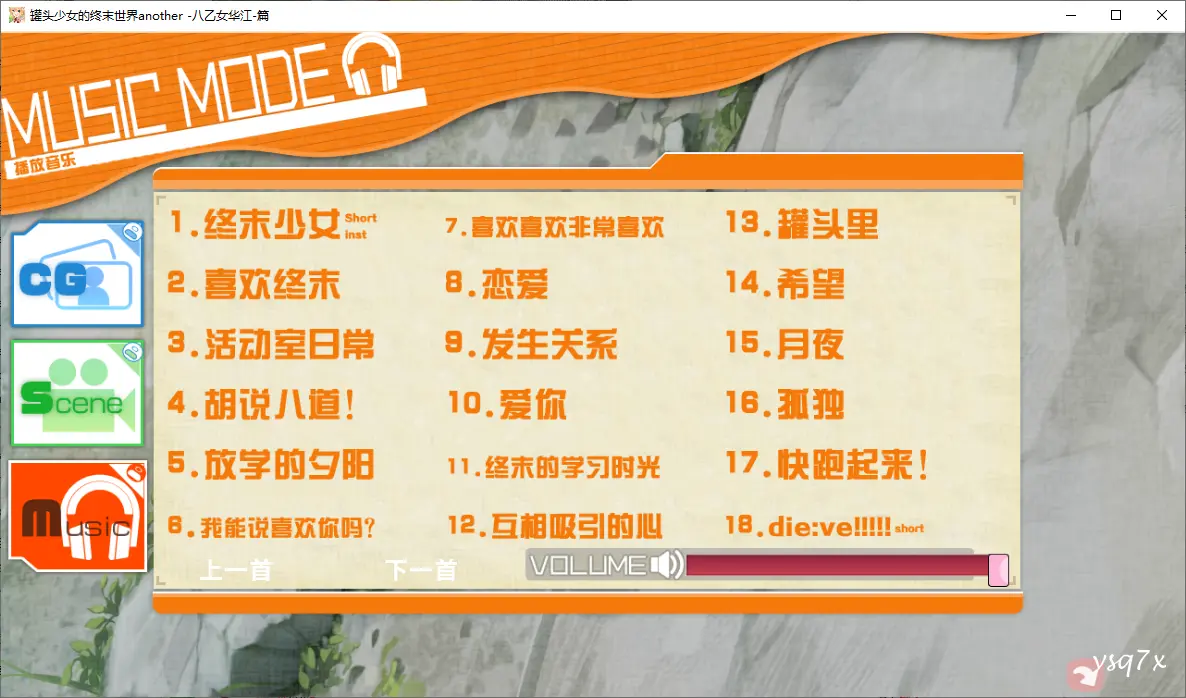 罐头少女的终末世界another -八乙女华江-篇
MUSIC MODE
播放音乐
CG
Scene
Music
1.终末少女 Short inst
2.喜欢终末
3.活动室日常
4.胡说八道!
5.放学的夕阳
6.我能说喜欢你吗?
7.喜欢喜欢非常喜欢
8.恋爱
9.发生关系
10.爱你
11.终末的学习时光
12.互相吸引的心
13.罐头里
14.希望
15.月夜
16.孤独
17.快跑起来!
18.die:ve!!!!! short
上一首
下一首
VOLUME
ysq7x